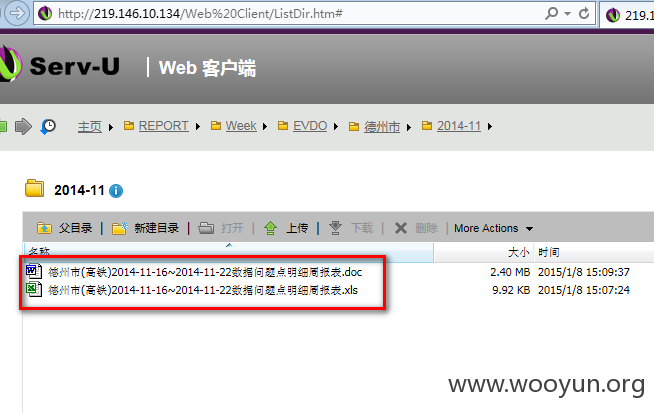 http://219.146.10.134/Web%20Client/ListDir.htm#
219.1
Serv-U | Web 客户端
主页 REPORT Week EVDO 德州市 2014-11
2014-11
父目录 新建目录 打开 上传 下载 删除 More Actions
名称 大小 时间
德州市(高铁)2014-11-16~2014-11-22数据问题点明细周报表.doc 2.40 MB 2015/1/8 15:09:37
德州市(高铁)2014-11-16~2014-11-22数据问题点明细周报表.xls 9.92 KB 2015/1/8 15:07:24
www.wooyun.org